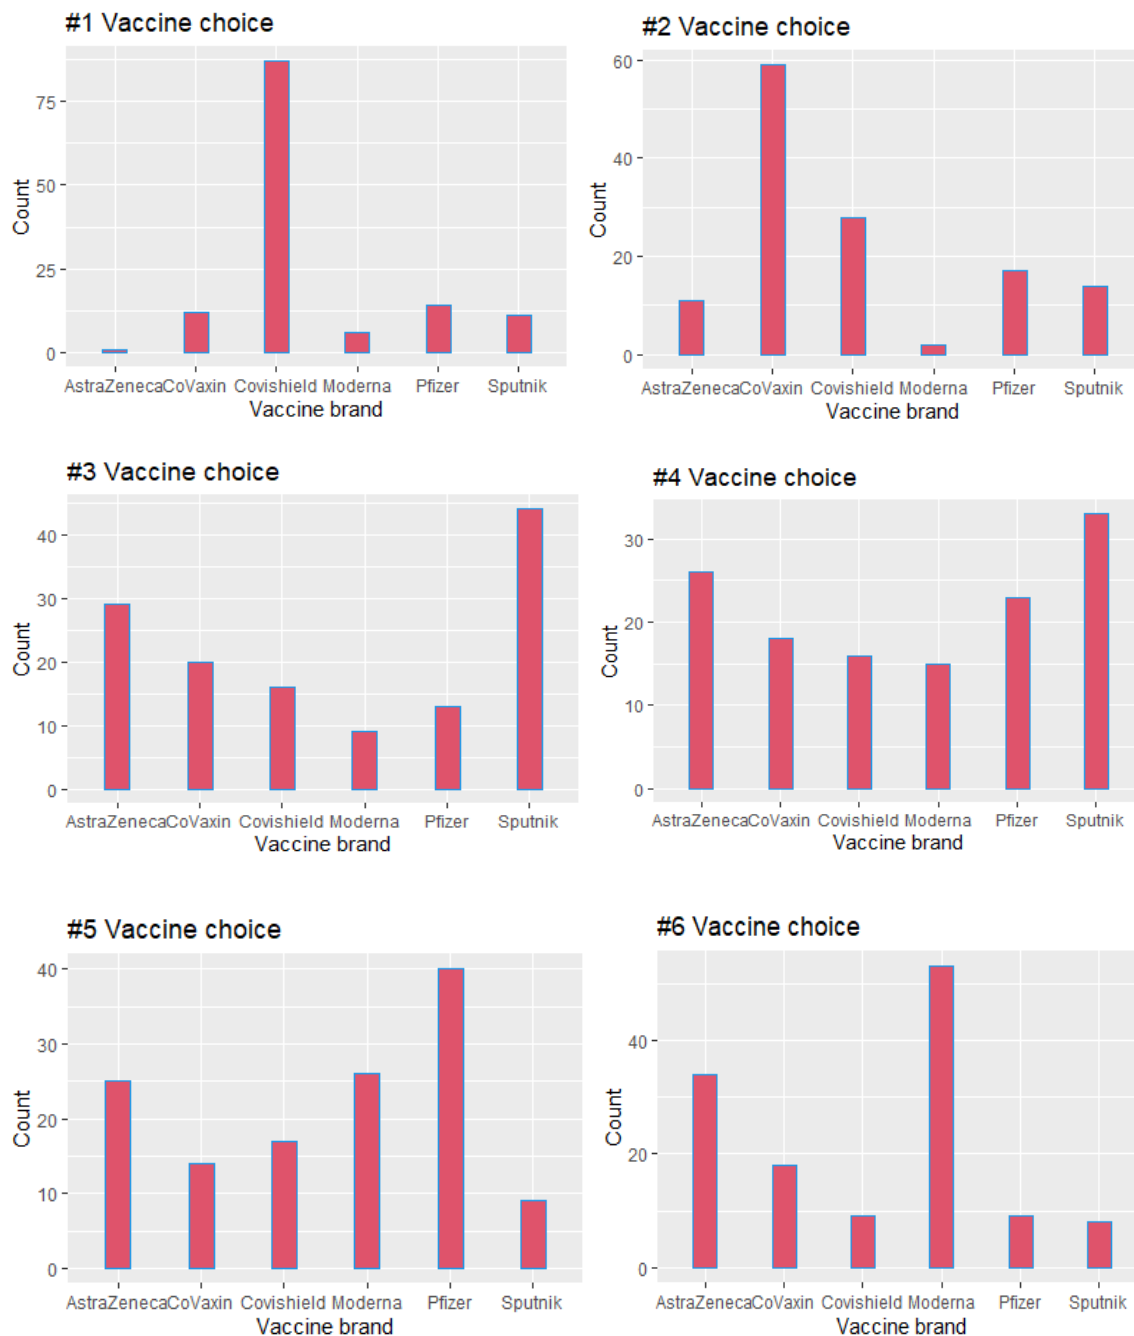 #1 Vaccine choice
75
50
25
0
Count
AstraZeneca CoVaxin Covishield Moderna Pfizer Sputnik
Vaccine brand
#2 Vaccine choice
60
40
20
0
Count
AstraZeneca CoVaxin Covishield Moderna Pfizer Sputnik
Vaccine brand
#3 Vaccine choice
40
30
20
10
0
Count
AstraZeneca CoVaxin Covishield Moderna Pfizer Sputnik
Vaccine brand
#4 Vaccine choice
30
20
10
0
Count
AstraZeneca CoVaxin Covishield Moderna Pfizer Sputnik
Vaccine brand
#5 Vaccine choice
40
30
20
10
0
Count
AstraZeneca CoVaxin Covishield Moderna Pfizer Sputnik
Vaccine brand
#6 Vaccine choice
40
20
0
Count
AstraZeneca CoVaxin Covishield Moderna Pfizer Sputnik
Vaccine brand